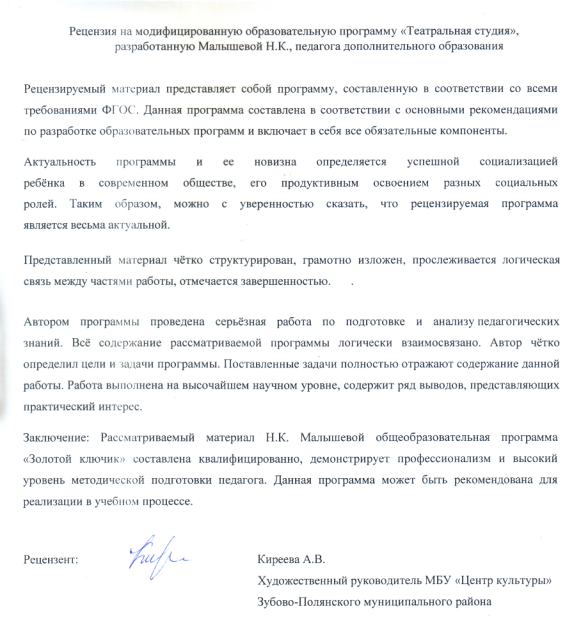 Рецензия на модифицированную образовательную программу «Театральная студия»,
разработанную Малышевой Н.К., педагога дополнительного образования
Рецензируемый материал представляет собой программу, составленную в соответствии со всеми
требованиями ФГОС. Данная программа составлена в соответствии с основными рекомендациями
по разработке образовательных программ и включает в себя все обязательные компоненты.
Актуальность программы и ее новизна определяется успешной социализацией
ребёнка в современном обществе, его продуктивным освоением разных социальных
ролей. Таким образом, можно с уверенностью сказать, что рецензируемая программа
является весьма актуальной.
Представленный материал чётко структурирован, грамотно изложен, прослеживается логическая
связь между частями работы, отмечается завершенностью. .
Автором программы проведена серьёзная работа по подготовке и анализу педагогических
знаний. Всё содержание рассматриваемой программы логически взаимосвязано. Автор чётко
определил цели и задачи программы. Поставленные задачи полностью отражают содержание данной
работы. Работа выполнена на высочайшем научном уровне, содержит ряд выводов, представляющих
практический интерес.
Заключение: Рассматриваемый материал Н.К. Малышевой общеобразовательная программа
«Золотой ключик» составлена квалифицированно, демонстрирует профессионализм и высокий
уровень методической подготовки педагога. Данная программа может быть рекомендована для
реализации в учебном процессе.
Рецензент: Киреева А.В.
Художественный руководитель МБУ «Центр культуры»
Зубово-Полянского муниципального района